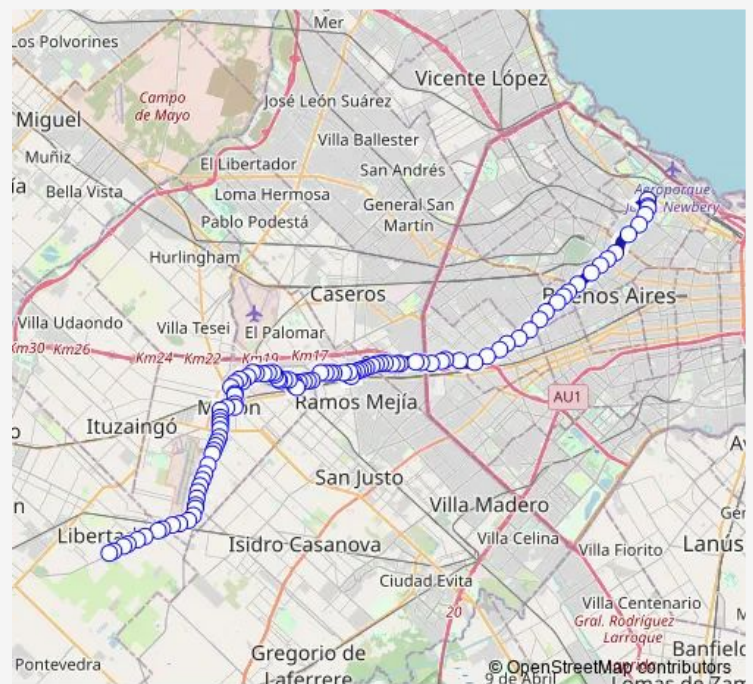 Mer
Los Polvorines
Vicente López
Campo
de Mayo
José León Suárez
Miguel
Villa Ballester
Muñiz
El Libertador
San Andrés
ía
Bella Vista
Loma Hermosa
Aeroparque
Newbery
Pablo Podestá
General San
Martín
Hurlingham
Caseros
Buenos Aires
Villa Udaondo
Villa Tesei
El Palomar
Km30
Km26
Km24
Km22
Km19
Km17
Ituzaingó
Ramos Mejía
AU1
San Justo
Villa Madero
Isidro Casanova
Villa Celina
Villa Fiorito
Lanús
Ciudad Evita
20
Villa Centenario
Gral. Rodríguez
Larroque
Gregorio de
Laferrere
Pontevedra
Banfield
9 de Abril
© OpenStreetMap contributors